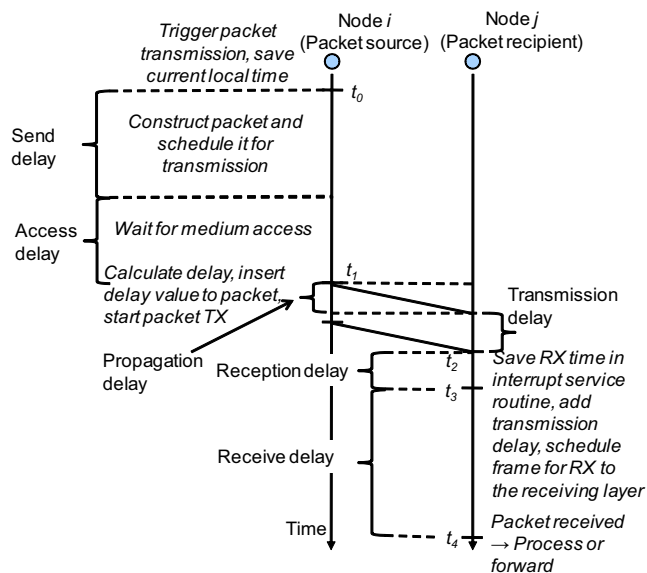 Node i
(Packet source)
Node j
(Packet recipient)
Trigger packet
transmission, save
current local time
t0
Send
delay
Construct packet and
schedule it for
transmission
Access
delay
Wait for medium access
t1
Calculate delay, insert
delay value to packet,
start packet TX
Transmission
delay
Propagation
delay
Reception delay
t2
t3
Save RX time in
interrupt service
routine, add
transmission
delay, schedule
frame for RX to
the receiving layer
Receive delay
Time
t4
Packet received
→ Process or
forward